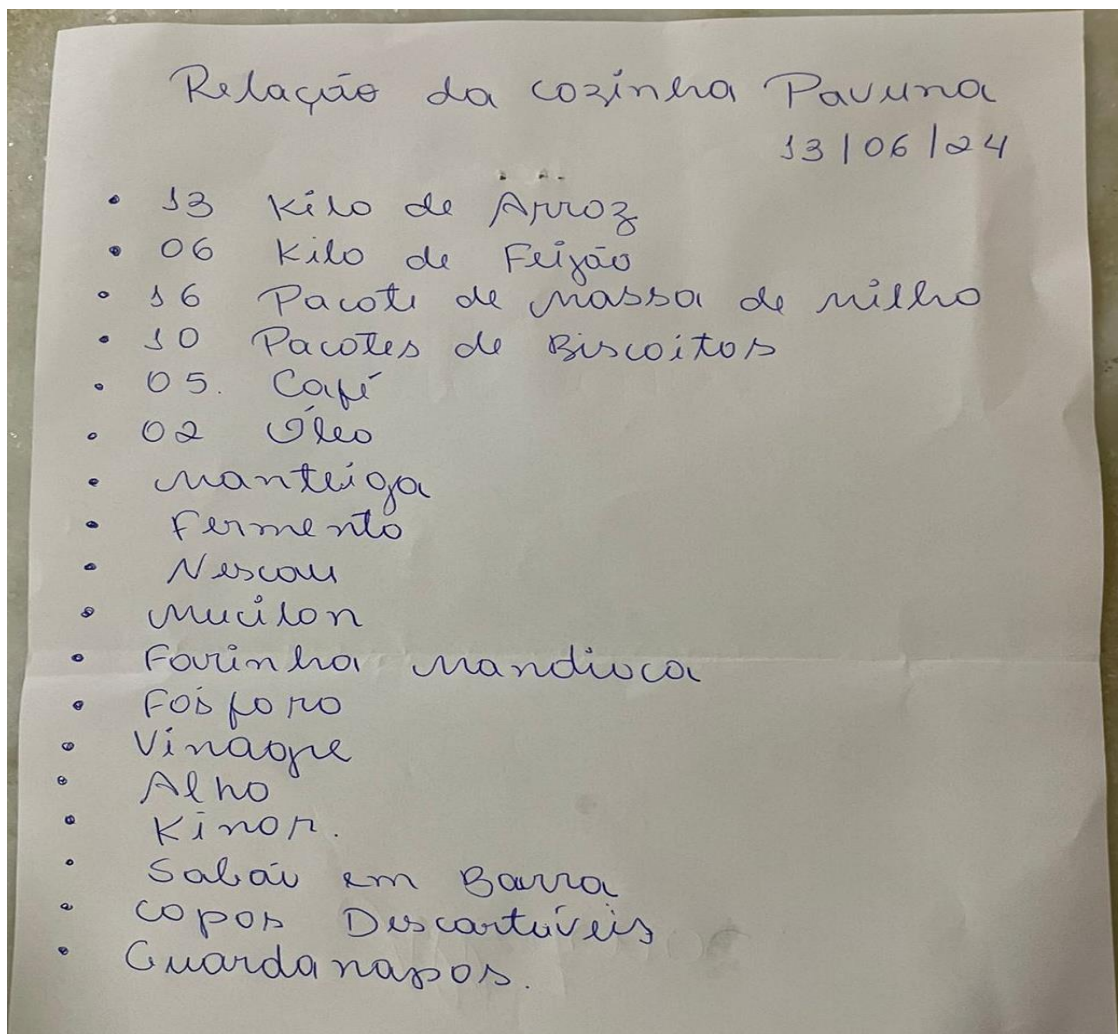 Relação da cozinha Pavuna
13/06/24
• 13 Kilo de Arroz
• 06 Kilo de Feijão
• 16 Pacote de massa de milho
• 10 Pacotes de Biscoitos
• 05. Café
• 02 Óleo
• Manteiga
• Fermento
• Nescau
• Mucilon
• Farinha Mandioca
• Fósforo
• Vinagre
• Alho
• Kinor.
• Sabão em Barra
• Copos Descartáveis
• Guardanapos.